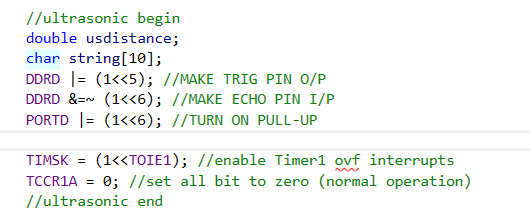 //ultrasonic begin
double usdistance;
char string[10];
DDRD |= (1<<5); //MAKE TRIG PIN O/P
DDRD &=~ (1<<6); //MAKE ECHO PIN I/P
PORTD |= (1<<6); //TURN ON PULL-UP
TIMSK = (1<<TOIE1); //enable Timer1 ovf interrupts
TCCR1A = 0; //set all bit to zero (normal operation)
//ultrasonic end